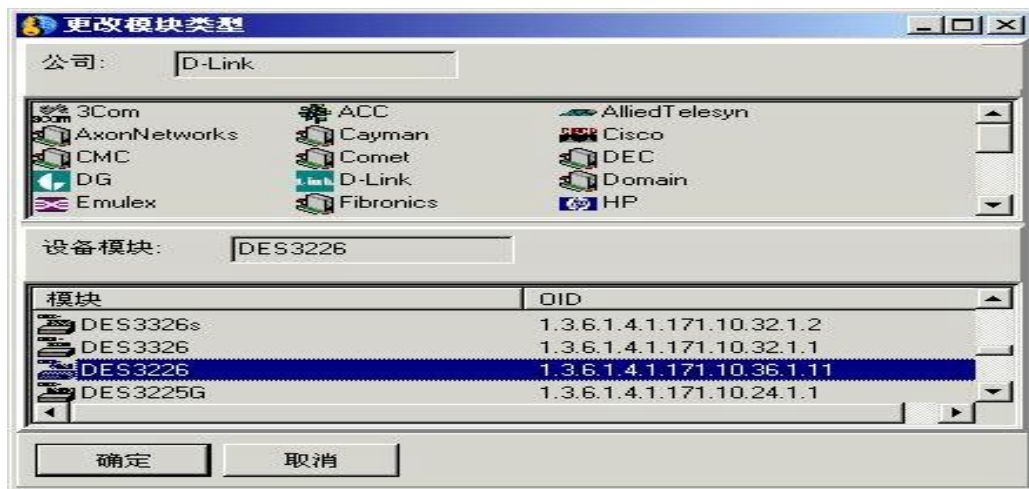 更改模块类型
公司: D-Link
3Com ACC AlliedTelesyn
AxonNetworks Cayman Cisco
CMC Comet DEC
DG D-Link Domain
Emulex Fibronics HP
设备模块: DES3226
模块 OID
DES3326s 1.3.6.1.4.1.171.10.32.1.2
DES3326 1.3.6.1.4.1.171.10.32.1.1
DES3226 1.3.6.1.4.1.171.10.36.1.11
DES3225G 1.3.6.1.4.1.171.10.24.1.1
确定 取消